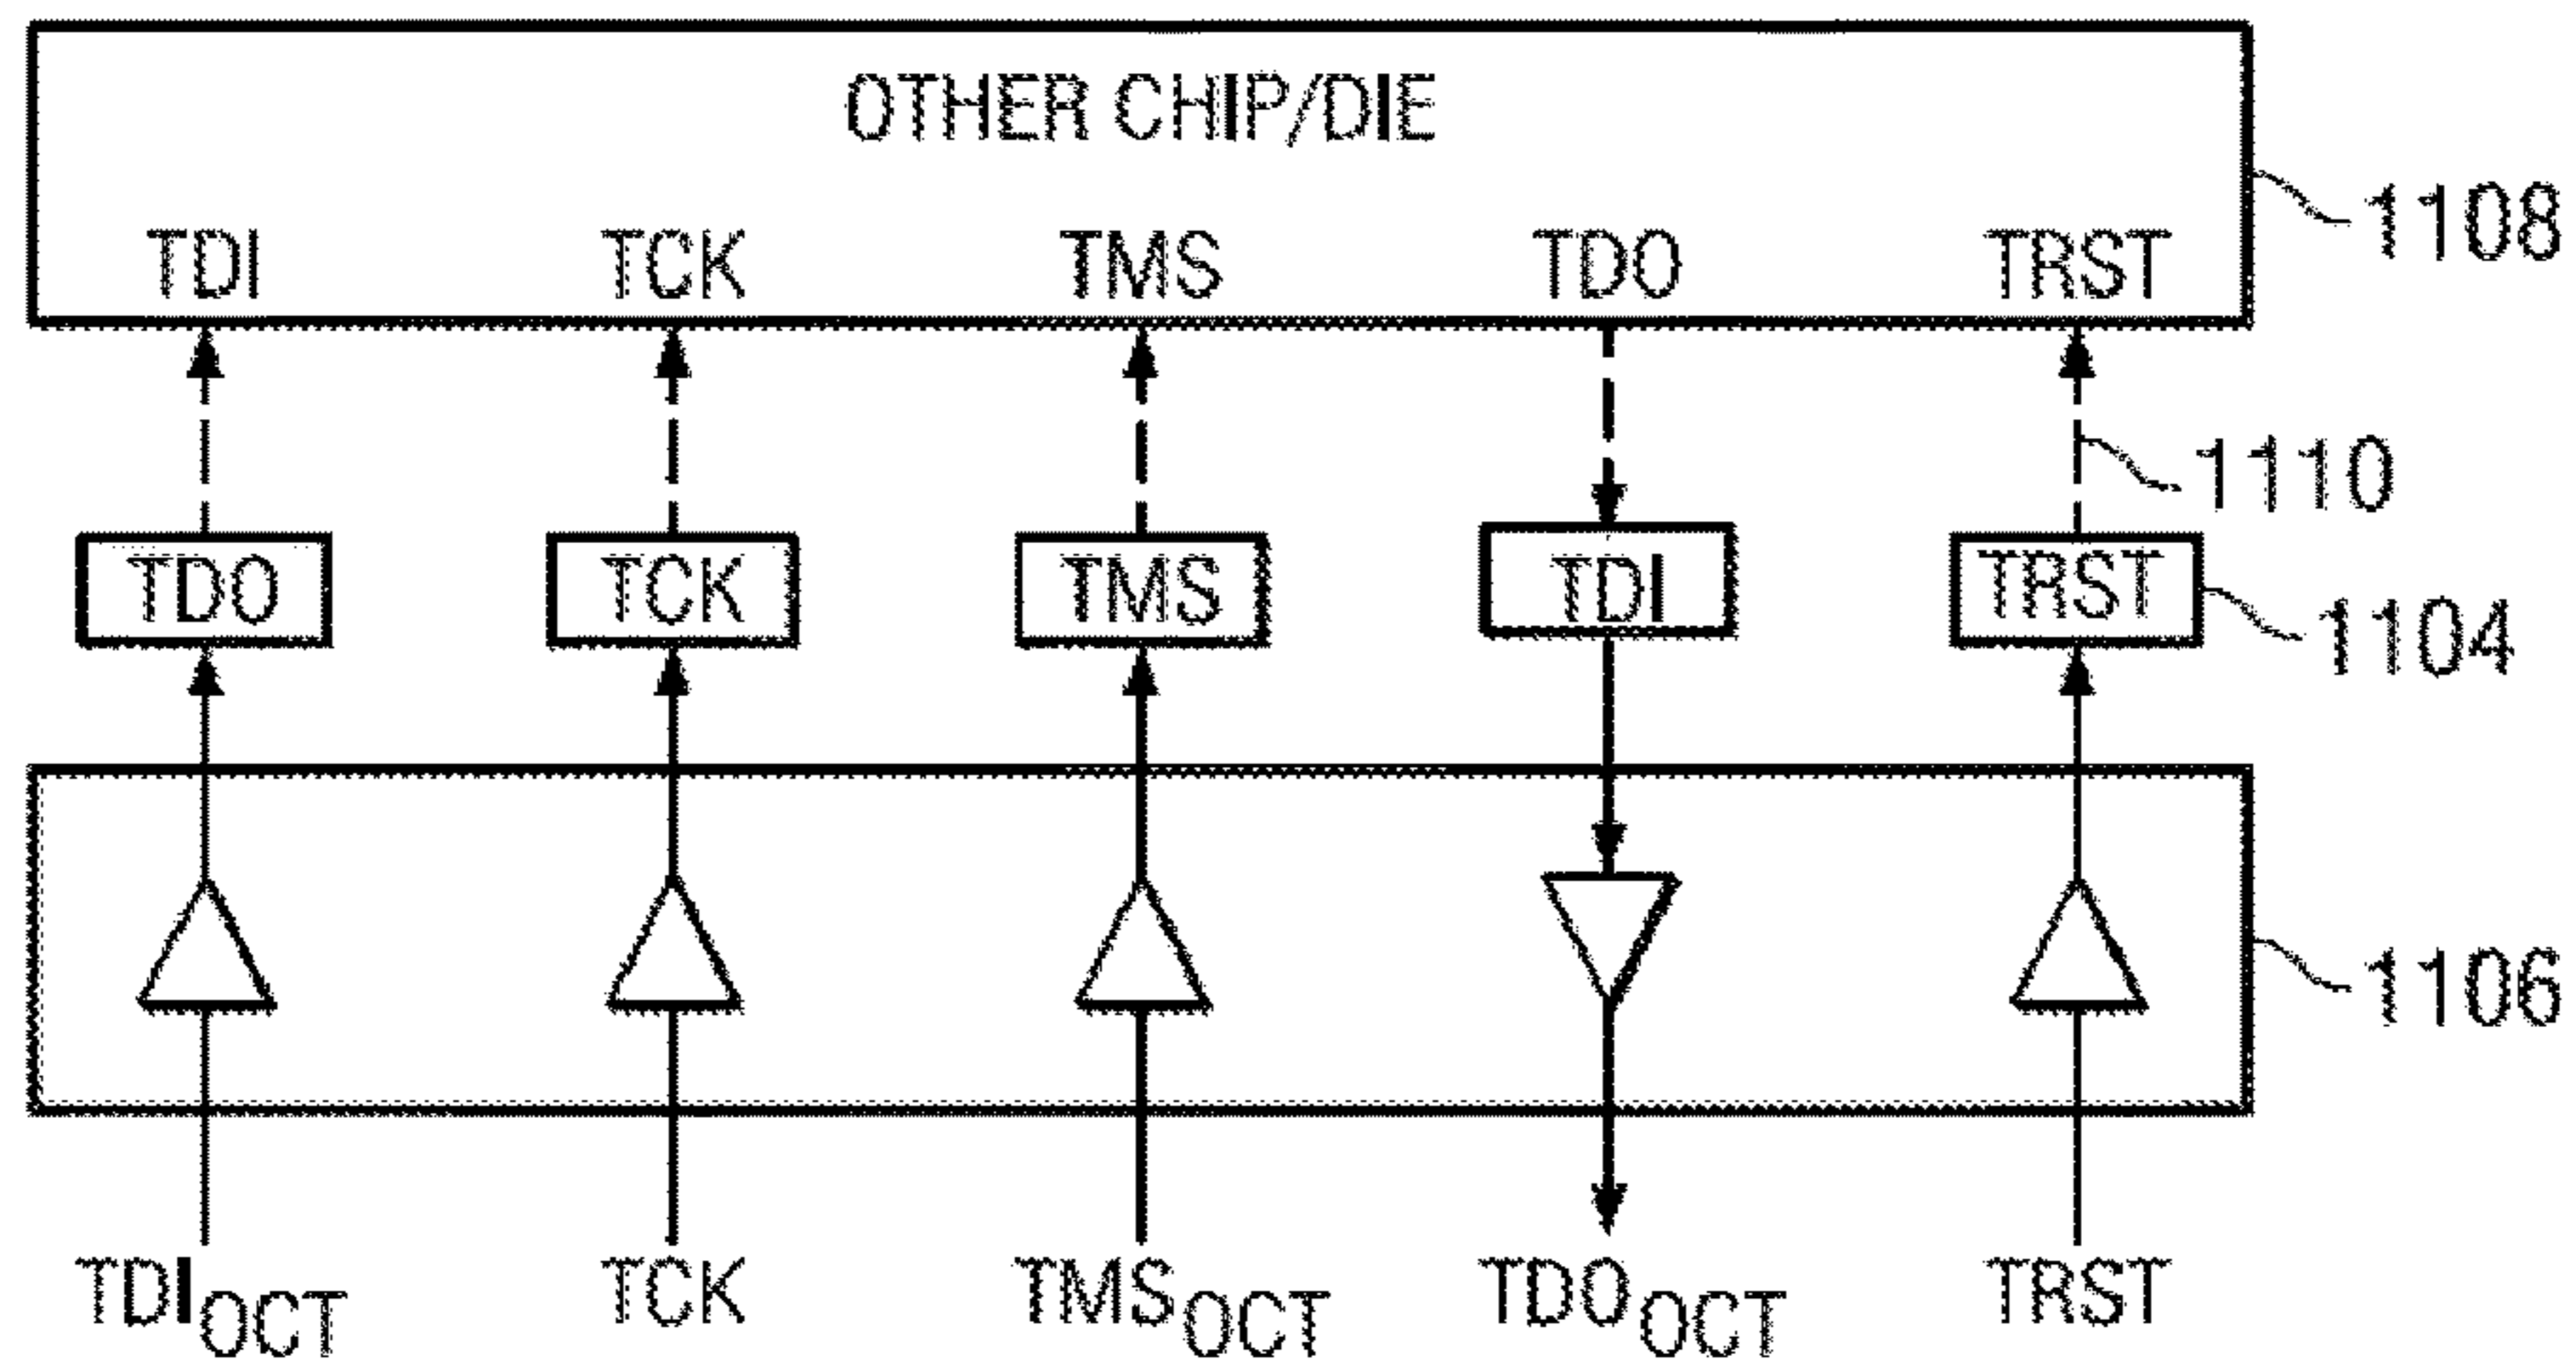 OTHER CHIP/DIE
1108
TDI TCK TMS TDO TRST
1110
TDO TCK TMS TDI TRST
1104
1106
TDIOCT TCK TMSOCT TDOOCT TRST